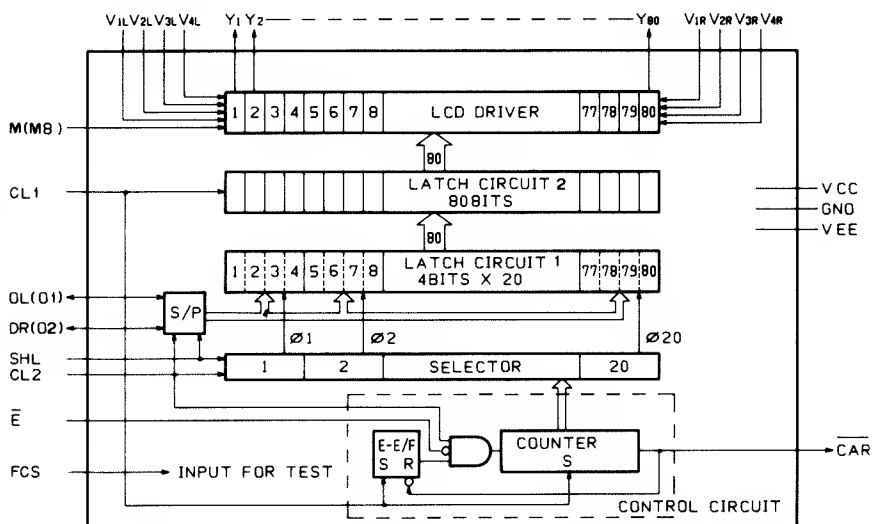 V1L V2L V3L V4L Y1 Y2 Y80 V1R V2R V3R V4R
M(M8) 1 2 3 4 5 6 7 8 LCD DRIVER 77 78 79 80
80
CL1 LATCH CIRCUIT 2
80BITS
VCC
GND
VEE
80
1 2 3 4 5 6 7 8 LATCH CIRCUIT 1 77 78 79 80
4BITS X 20
OL(O1)
S/P
DR(O2)
Ø1 Ø2 Ø20
SHL
CL2 1 2 SELECTOR 20
E̅
E-E/F COUNTER
S R S
C̅A̅R̅
FCS INPUT FOR TEST
CONTROL CIRCUIT